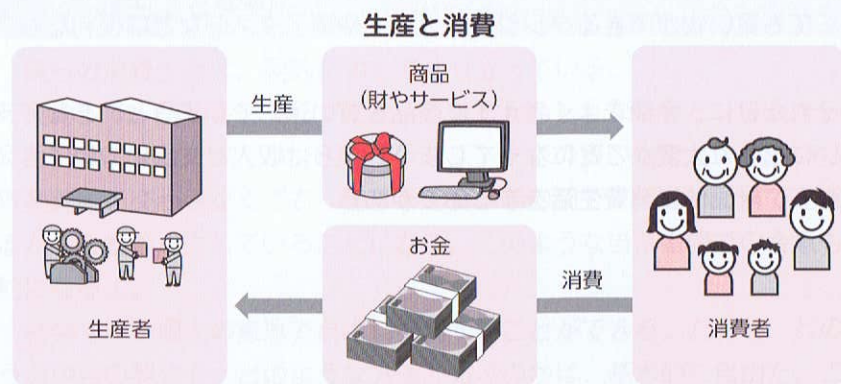 生産と消費
生産
商品
(財やサービス)
お金
消費
生産者
消費者